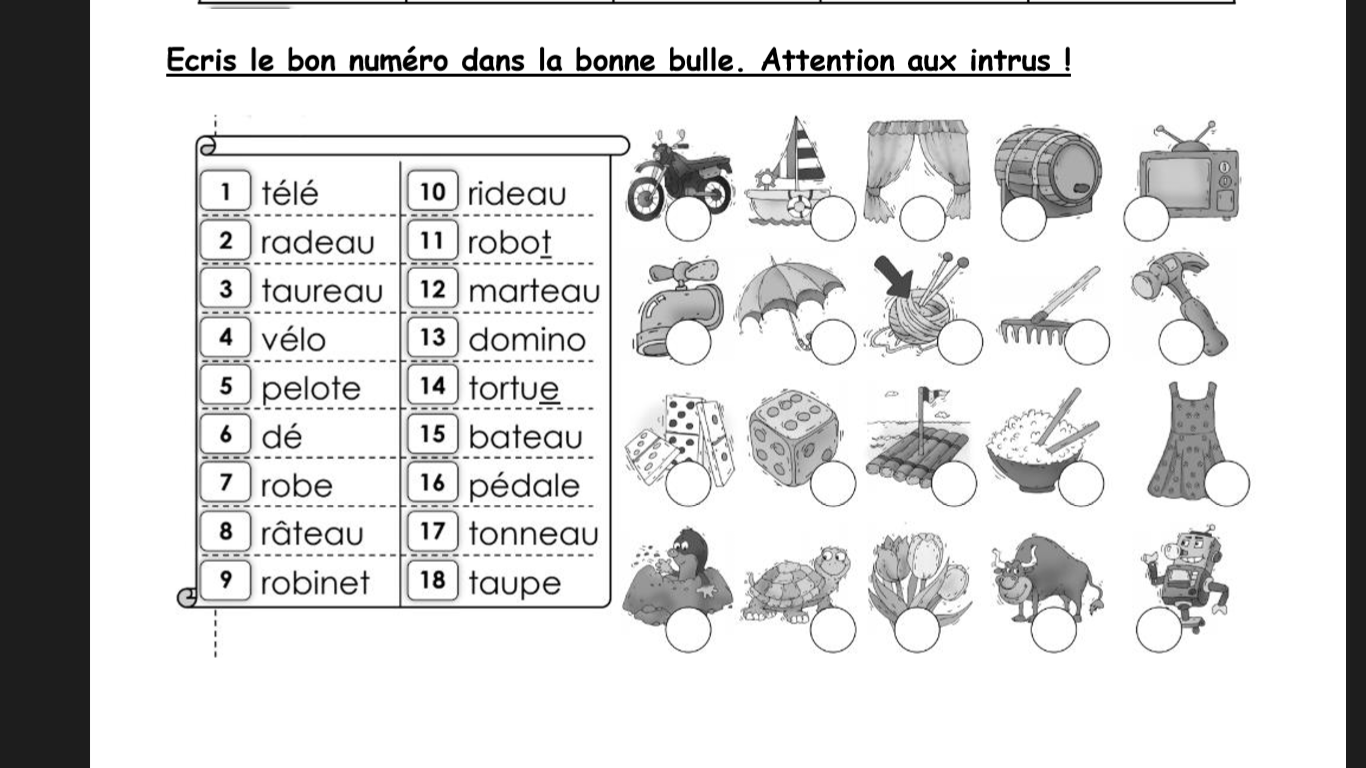 Ecris le bon numéro dans la bonne bulle. Attention aux intrus !
1 télé 10 rideau
2 radeau 11 robot
3 taureau 12 marteau
4 vélo 13 domino
5 pelote 14 tortue
6 dé 15 bateau
7 robe 16 pédale
8 râteau 17 tonneau
9 robinet 18 taupe